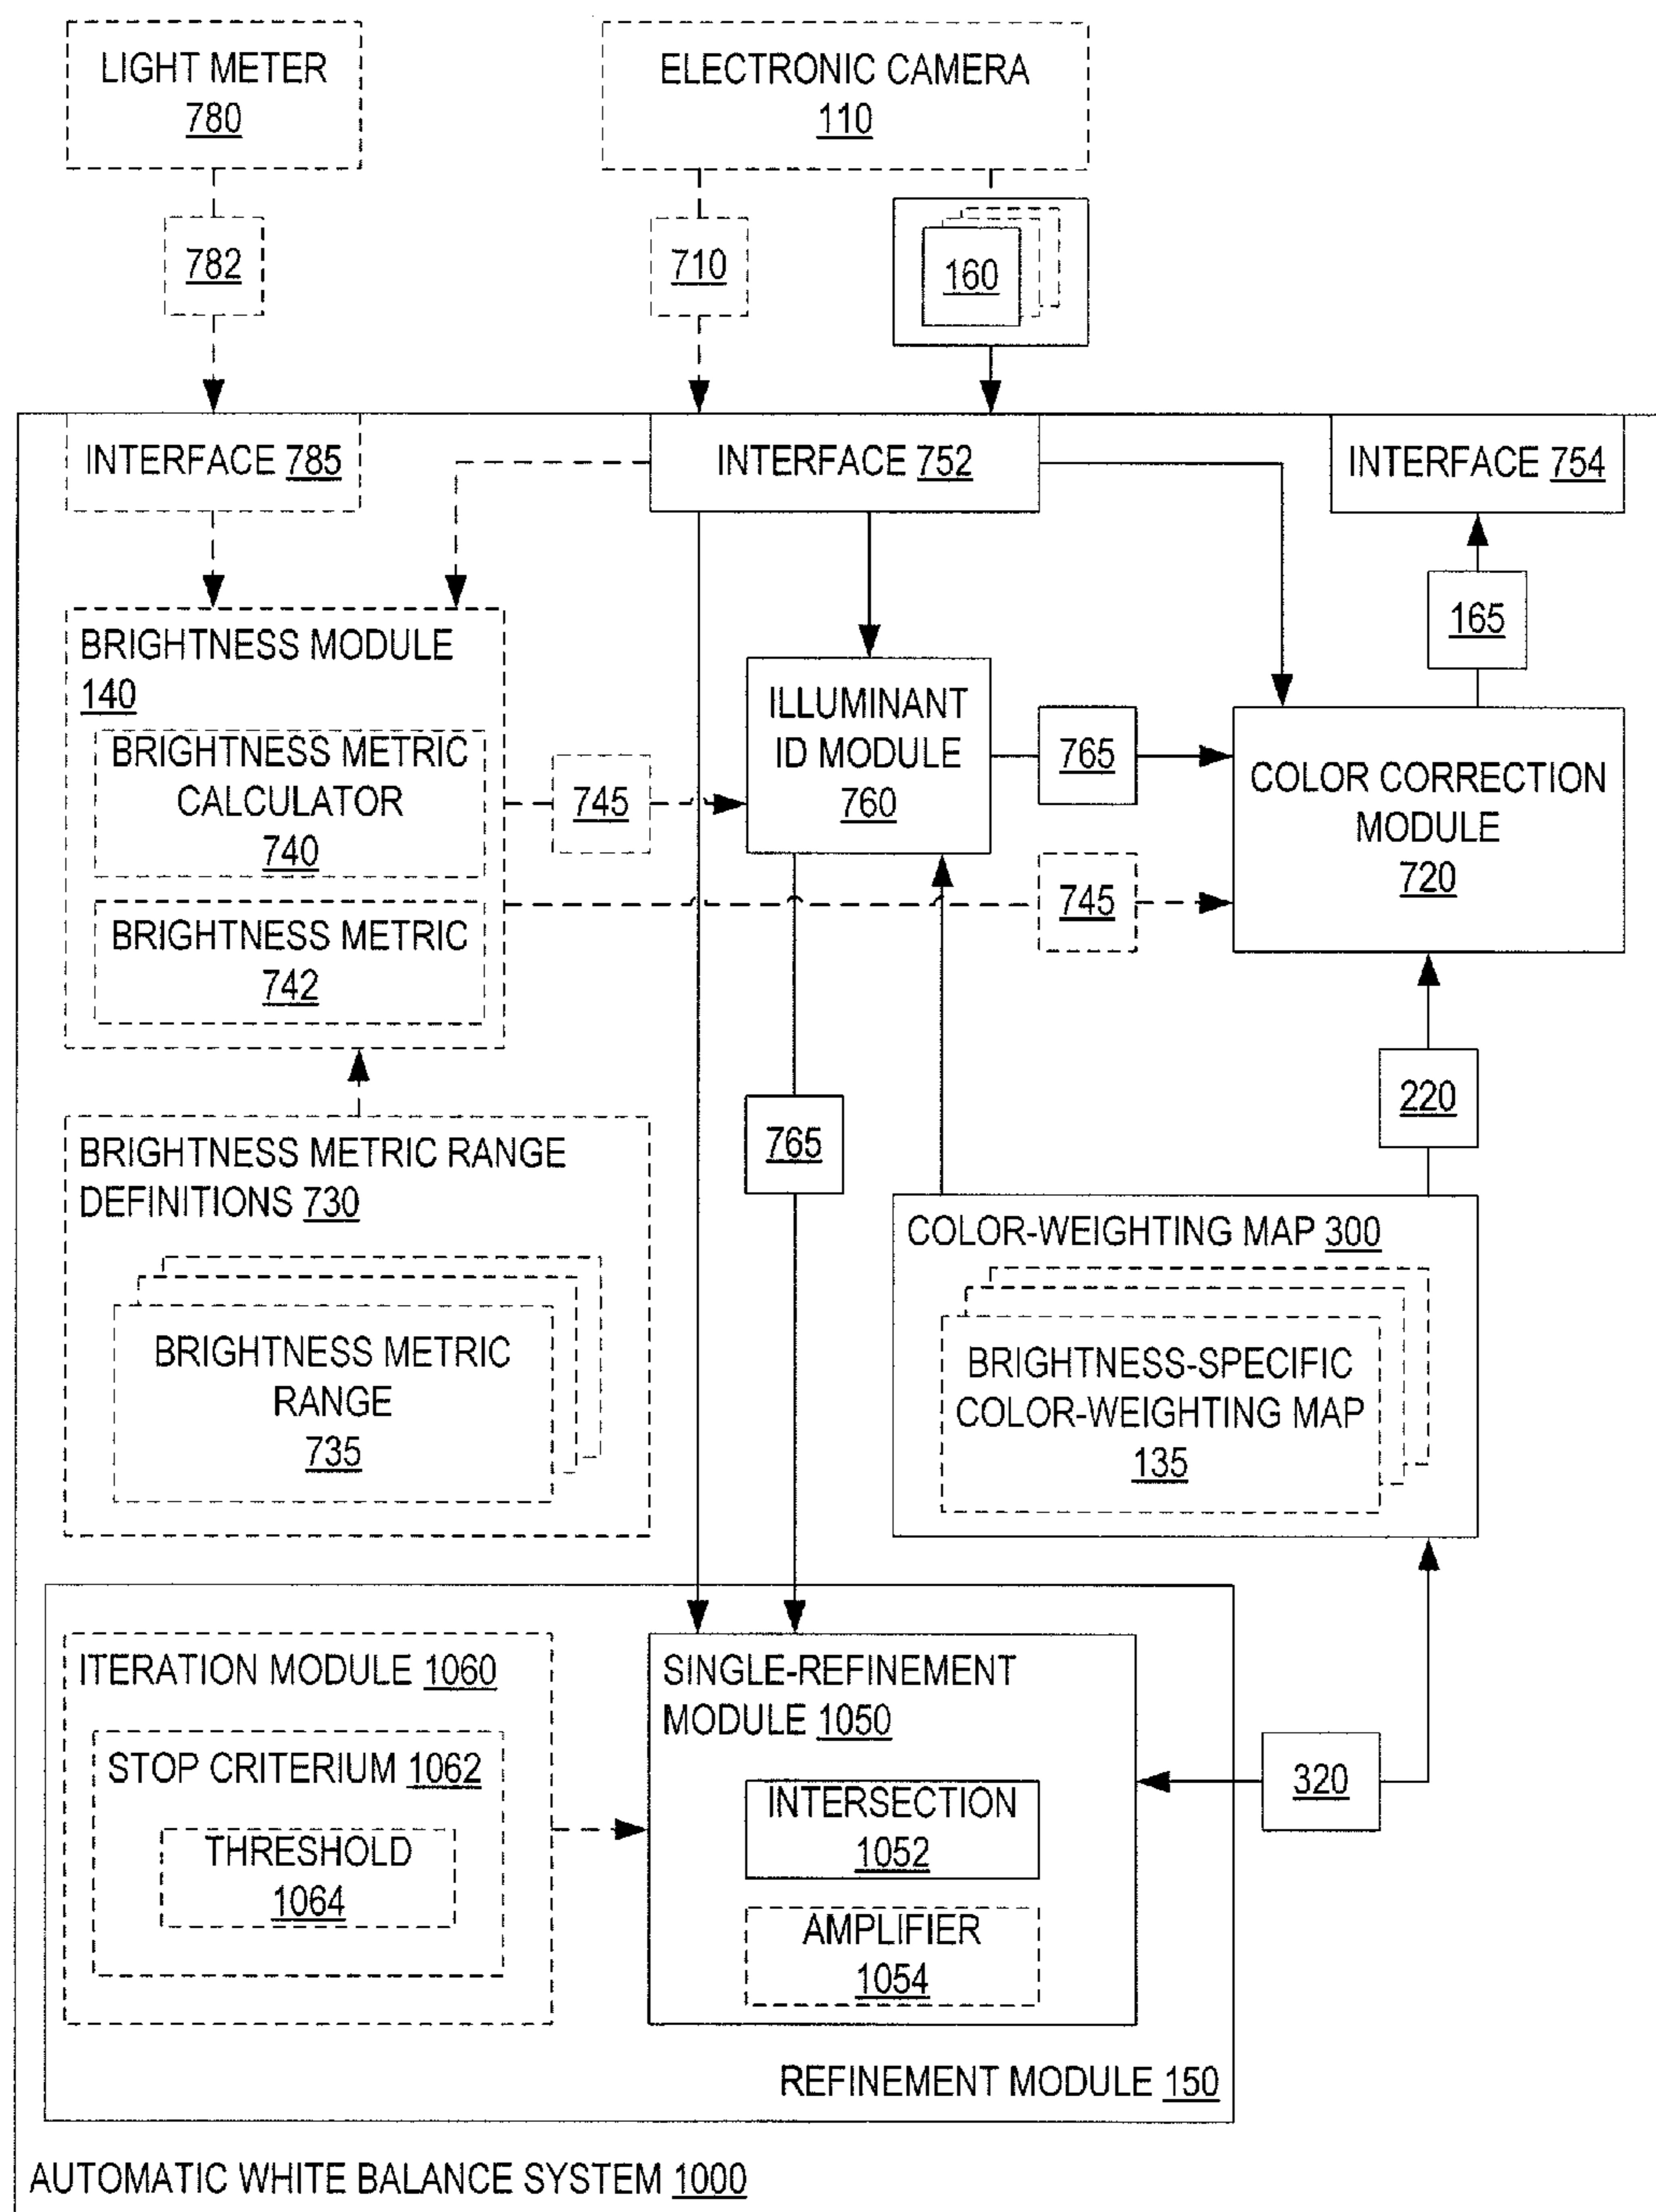 LIGHT METER
780
ELECTRONIC CAMERA
110
782
710
160
INTERFACE 785
INTERFACE 752
INTERFACE 754
165
BRIGHTNESS MODULE
140
BRIGHTNESS METRIC
CALCULATOR
740
BRIGHTNESS METRIC
742
745
ILLUMINANT
ID MODULE
760
765
745
COLOR CORRECTION
MODULE
720
220
765
BRIGHTNESS METRIC RANGE
DEFINITIONS 730
BRIGHTNESS METRIC
RANGE
735
COLOR-WEIGHTING MAP 300
BRIGHTNESS-SPECIFIC
COLOR-WEIGHTING MAP
135
ITERATION MODULE 1060
STOP CRITERIUM 1062
THRESHOLD
1064
SINGLE-REFINEMENT
MODULE 1050
INTERSECTION
1052
AMPLIFIER
1054
320
REFINEMENT MODULE 150
AUTOMATIC WHITE BALANCE SYSTEM 1000